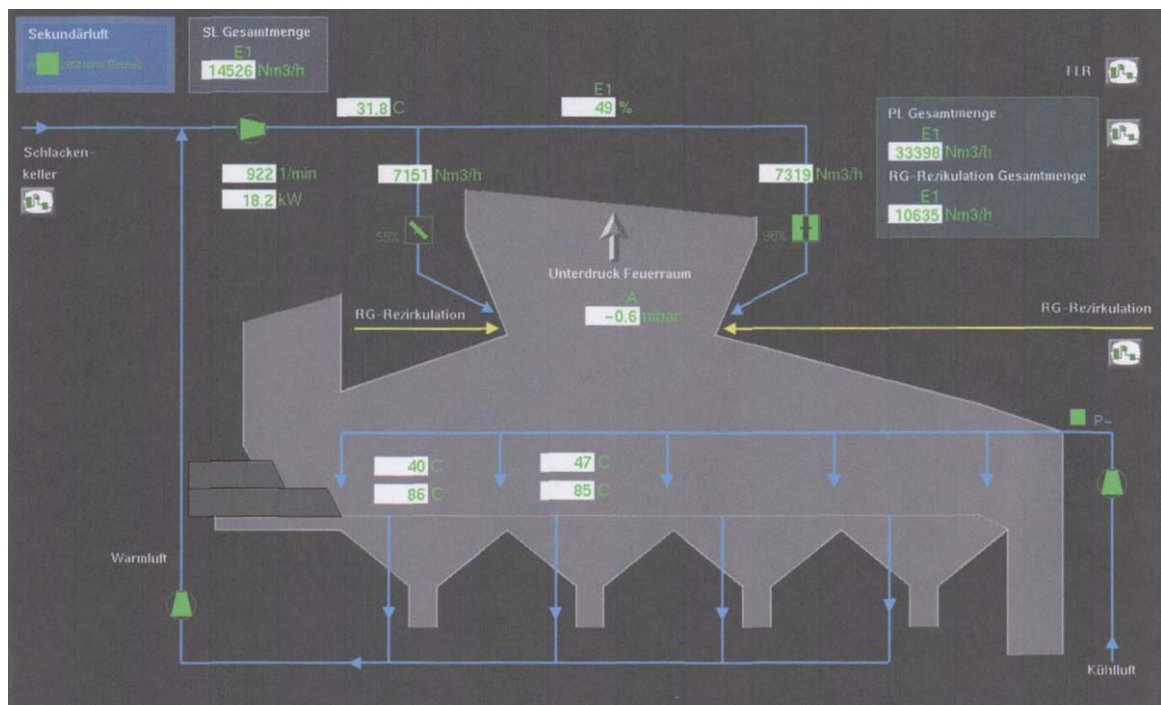 Sekundärluft
SL Gesamtmenge
E1
14526 Nm3/h
FLR
31.8 C
E1
49 %
PL Gesamtmenge
E1
33398 Nm3/h
RG-Rezikulation Gesamtmenge
E1
10635 Nm3/h
Schlacken-
keller
922 1/min
18.2 kW
7151 Nm3/h
7319 Nm3/h
55%
96%
Unterdruck Feuerraum
A
-0.6 mbar
RG-Rezirkulation
RG-Rezirkulation
P-
40 C
47 C
86 C
85 C
Warmluft
Kühlluft